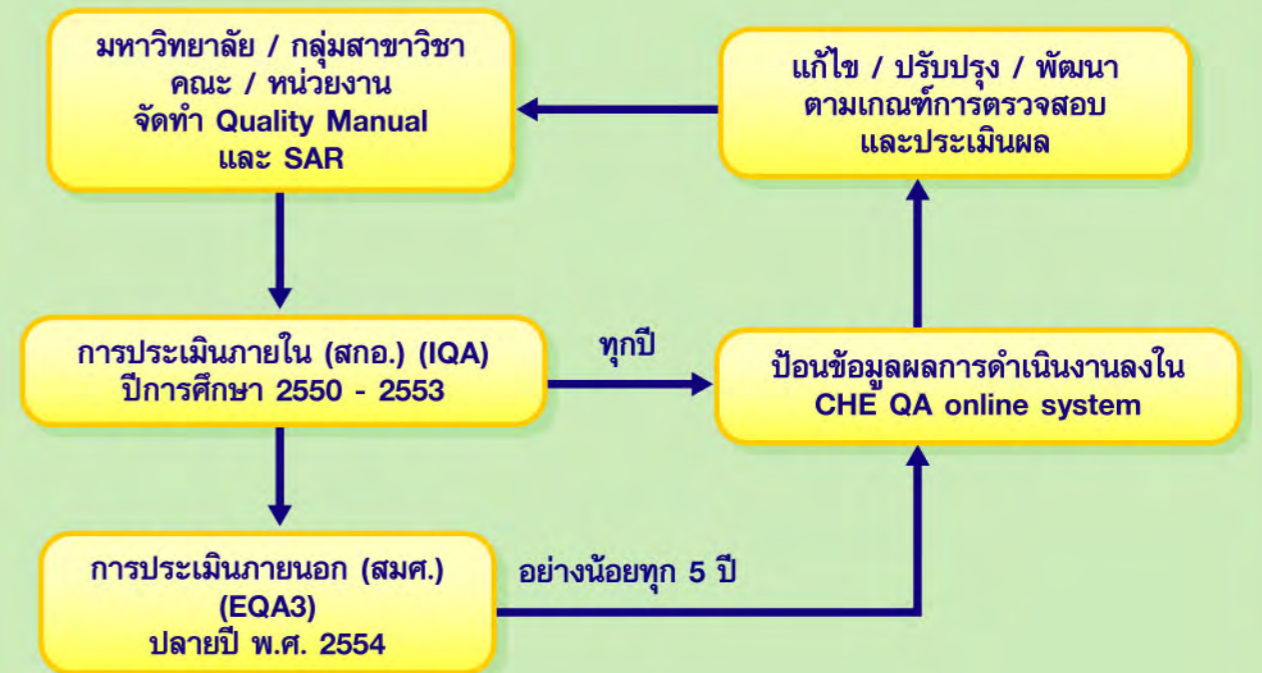 มหาวิทยาลัย / กลุ่มสาขาวิชา
คณะ / หน่วยงาน
จัดทำ Quality Manual
และ SAR
แก้ไข / ปรับปรุง / พัฒนา
ตามเกณฑ์การตรวจสอบ
และประเมินผล
การประเมินภายใน (สกอ.) (IQA)
ปีการศึกษา 2550 - 2553
ทุกปี
ป้อนข้อมูลผลการดำเนินงานลงใน
CHE QA online system
การประเมินภายนอก (สมศ.)
(EQA3)
ปลายปี พ.ศ. 2554
อย่างน้อยทุก 5 ปี